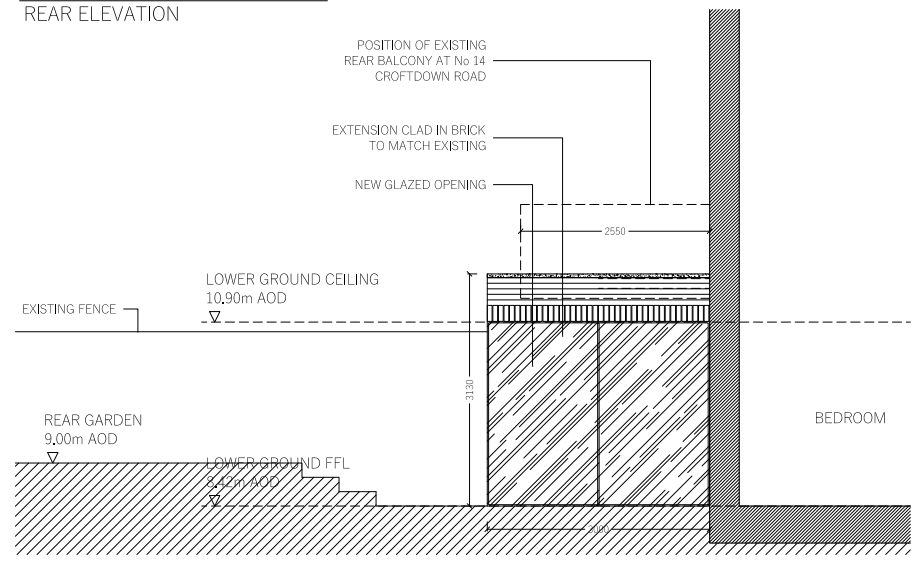 REAR ELEVATION
POSITION OF EXISTING
REAR BALCONY AT No 14
CROFTDOWN ROAD
EXTENSION CLAD IN BRICK
TO MATCH EXISTING
NEW GLAZED OPENING
2550
LOWER GROUND CEILING
10.90m AOD
EXISTING FENCE
3130
REAR GARDEN
9.00m AOD
BEDROOM
LOWER GROUND FFL
8.42m AOD
3000